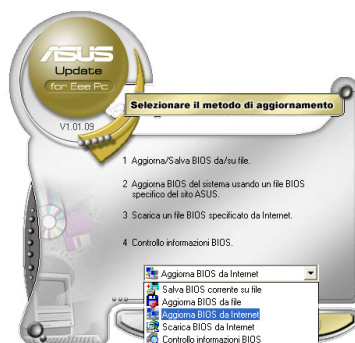 ASUS
Update
for Eee Pc
V1.01.09
Selezionare il metodo di aggiornamento
1 Aggiorna/Salva BIOS da/su file.
2 Aggiorna BIOS del sistema usando un file BIOS
specifico del sito ASUS.
3 Scarica un file BIOS specificato da Internet.
4 Controllo informazioni BIOS.
Aggiorna BIOS da Internet
Salva BIOS corrente su file
Aggiorna BIOS da file
Aggiorna BIOS da Internet
Scarica BIOS da Internet
Controllo informazioni BIOS